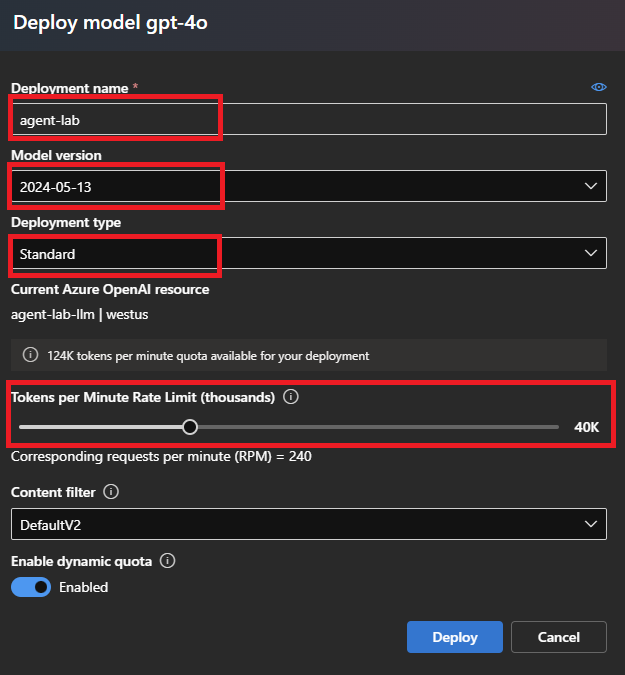 Deploy model gpt-4o
Deployment name *
agent-lab
Model version
2024-05-13
Deployment type
Standard
Current Azure OpenAI resource
agent-lab-llm | westus
124K tokens per minute quota available for your deployment
Tokens per Minute Rate Limit (thousands)
40K
Corresponding requests per minute (RPM) = 240
Content filter
DefaultV2
Enable dynamic quota
Enabled
Deploy Cancel